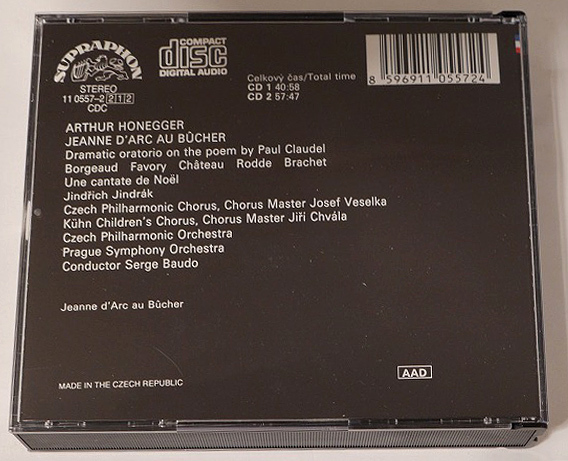 SUPRAPHON
COMPACT
disc
DIGITAL AUDIO
STEREO
11 0557-2 212
CDC
Celkový čas/Total time
CD 1 40:58
CD 2 57:47
8 596911 055724
ARTHUR HONEGGER
JEANNE D'ARC AU BÛCHER
Dramatic oratorio on the poem by Paul Claudel
Borgeaud Favory Château Rodde Brachet
Une cantate de Noël
Jindřich Jindrák
Czech Philharmonic Chorus, Chorus Master Josef Veselka
Kühn Children's Chorus, Chorus Master Jiří Chvála
Czech Philharmonic Orchestra
Prague Symphony Orchestra
Conductor Serge Baudo
Jeanne d'Arc au Bûcher
MADE IN THE CZECH REPUBLIC
AAD